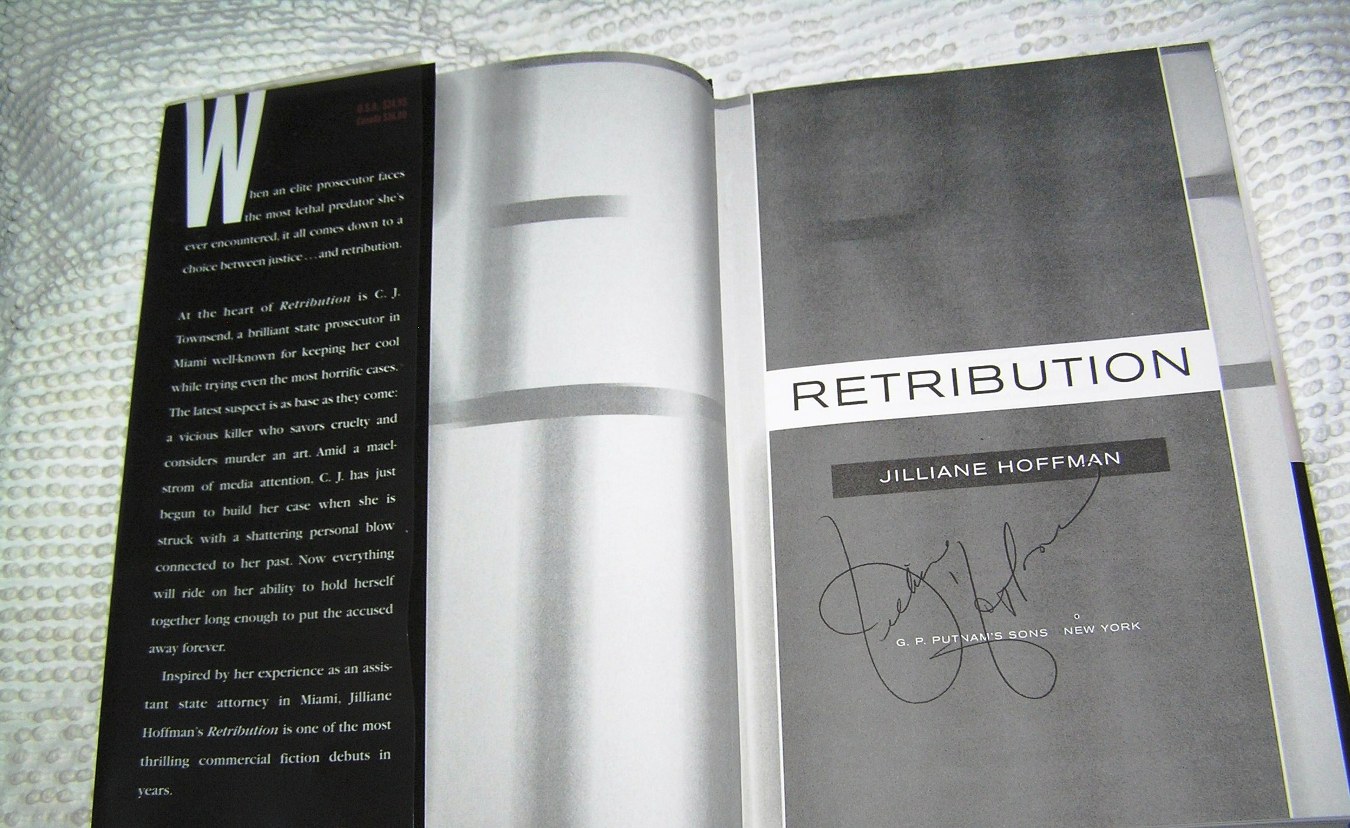 U.S.A. $24.95
Canada $36.00
When an elite prosecutor faces
the most lethal predator she's
ever encountered, it all comes down to a
choice between justice...and retribution.
At the heart of Retribution is C. J.
Townsend, a brilliant state prosecutor in
Miami well-known for keeping her cool
while trying even the most horrific cases.
The latest suspect is as base as they come:
a vicious killer who savors cruelty and
considers murder an art. Amid a mael-
strom of media attention, C. J. has just
begun to build her case when she is
struck with a shattering personal blow
connected to her past. Now everything
will ride on her ability to hold herself
together long enough to put the accused
away forever.
Inspired by her experience as an assis-
tant state attorney in Miami, Jilliane
Hoffman's Retribution is one of the most
thrilling commercial fiction debuts in
years.
RETRIBUTION
JILLIANE HOFFMAN
Jilliane Hoffman
G. P. PUTNAM'S SONS NEW YORK